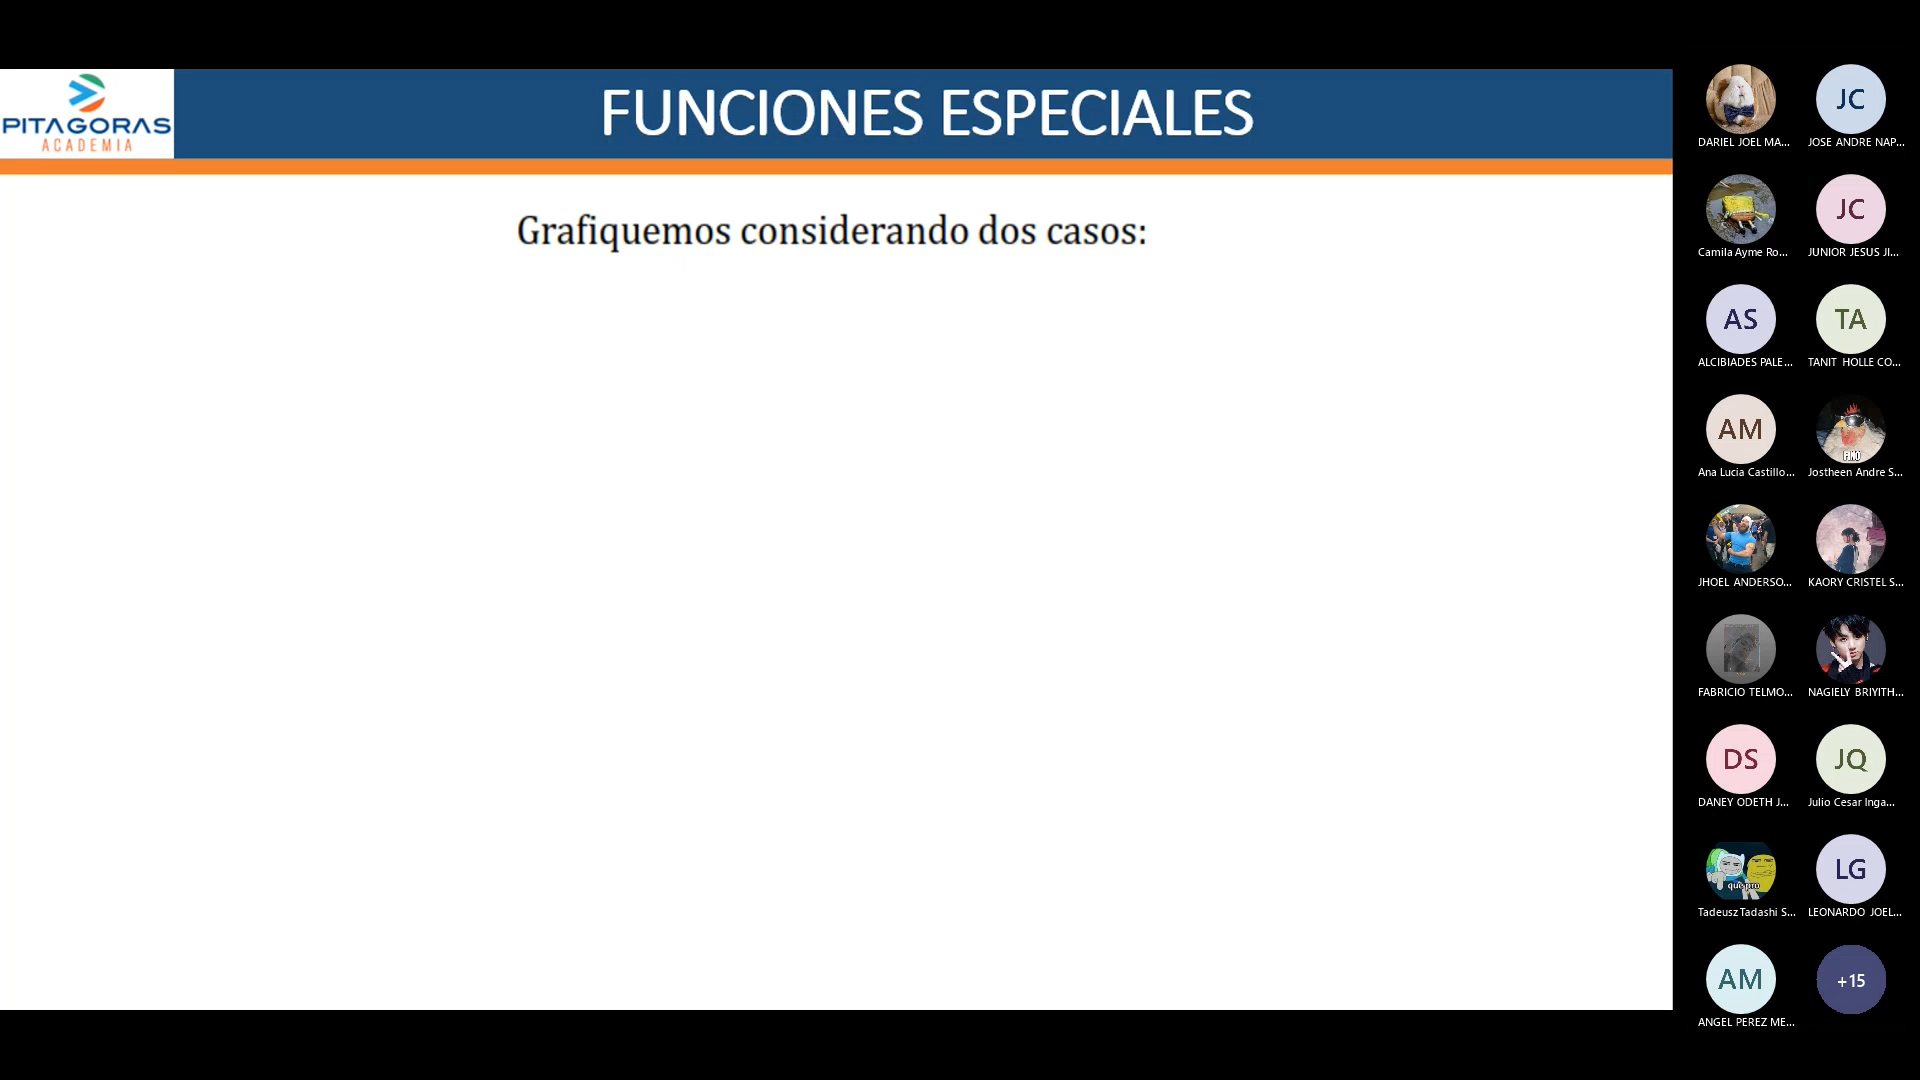 PITAGORAS
ACADEMIA
FUNCIONES ESPECIALES
Grafiquemos considerando dos casos:
DARIEL JOEL MA...
JC
JOSE ANDRE NAP...
Camila Ayme Ro...
JC
JUNIOR JESUS JI...
AS
ALCIBIADES PALE...
TA
TANIT HOLLE CO...
AM
Ana Lucia Castillo...
FINO
Jostheen Andre S...
JHOEL ANDERSO...
KAORY CRISTEL S...
FABRICIO TELMO...
NAGIELY BRIYITH...
DS
DANEY ODETH J...
JQ
Julio Cesar Inga...
que pro
Tadeusz Tadashi S...
LG
LEONARDO JOEL...
AM
ANGEL PEREZ ME...
+15